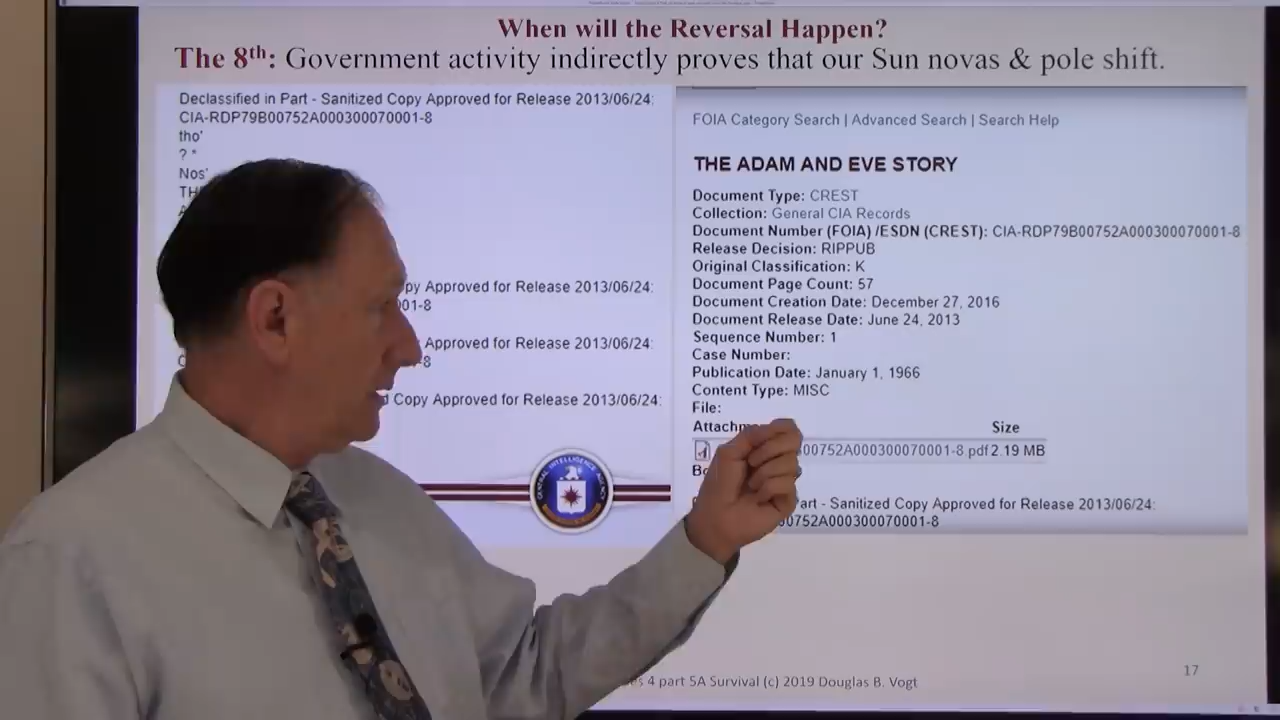 When will the Reversal Happen?
The 8th: Government activity indirectly proves that our Sun novas & pole shift.
Declassified in Part - Sanitized Copy Approved for Release 2013/06/24:
CIA-RDP79B00752A000300070001-8
tho'
? *
Nos'
Approved for Release 2013/06/24:
Approved for Release 2013/06/24:
Copy Approved for Release 2013/06/24:
CENTRAL INTELLIGENCE AGENCY
FOIA Category Search | Advanced Search | Search Help
THE ADAM AND EVE STORY
Document Type: CREST
Collection: General CIA Records
Document Number (FOIA) /ESDN (CREST): CIA-RDP79B00752A000300070001-8
Release Decision: RIPPUB
Original Classification: K
Document Page Count: 57
Document Creation Date: December 27, 2016
Document Release Date: June 24, 2013
Sequence Number: 1
Case Number:
Publication Date: January 1, 1966
Content Type: MISC
File:
Size
00752A000300070001-8 pdf 2.19 MB
Part - Sanitized Copy Approved for Release 2013/06/24:
00752A000300070001-8
4 part 5A Survival (c) 2019 Douglas B. Vogt
17